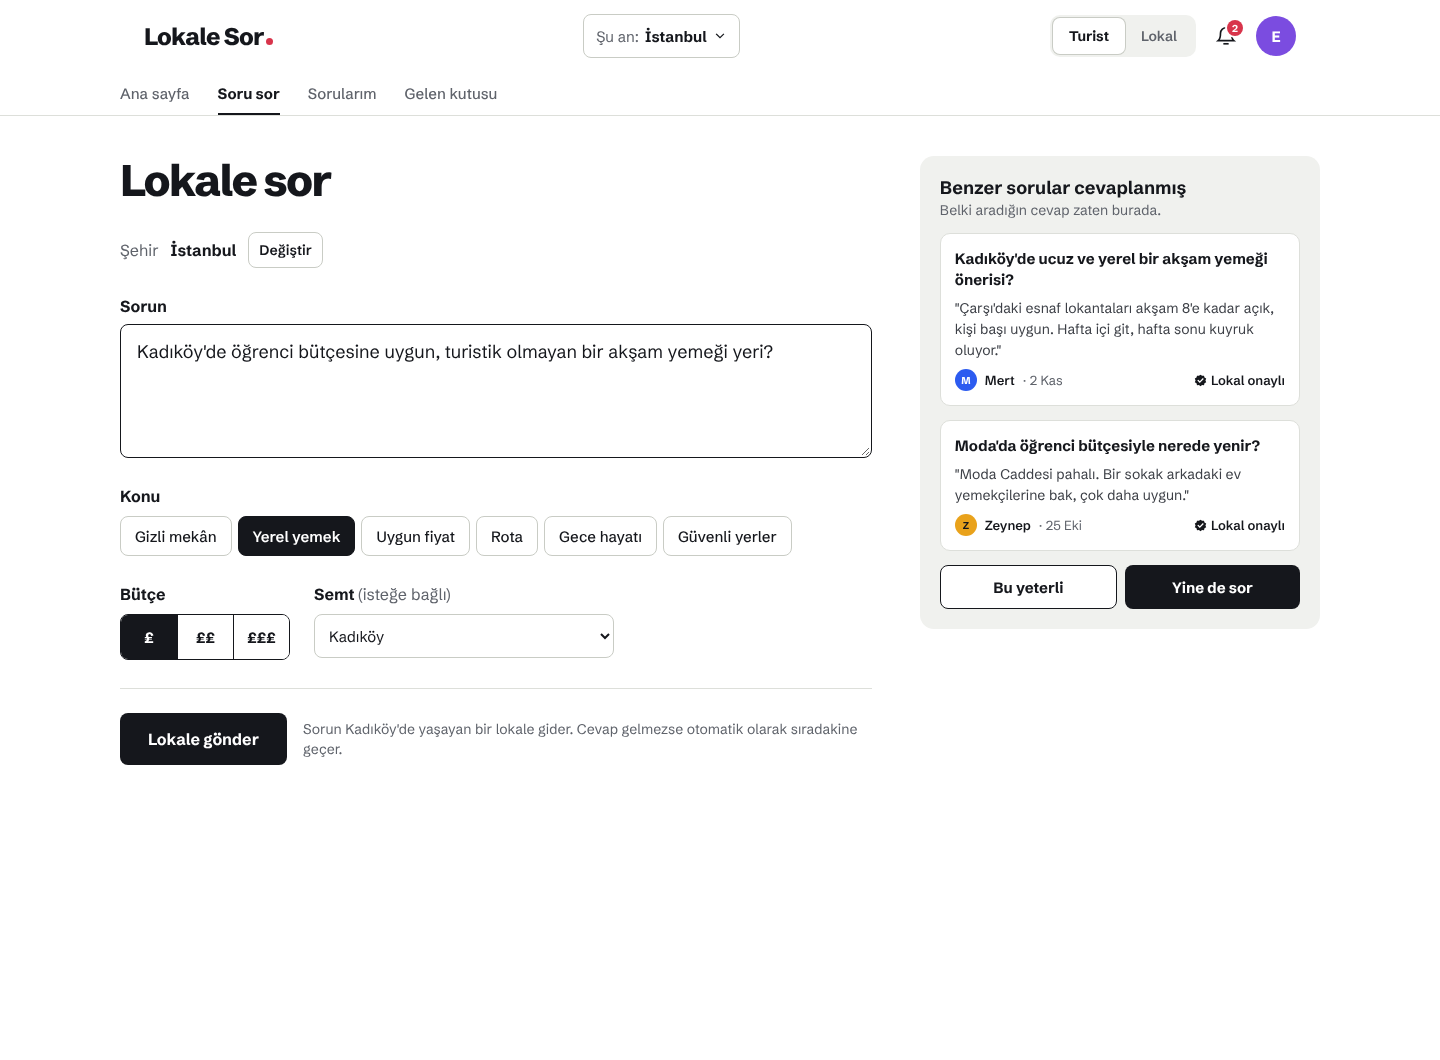 Lokale Sor.
Şu an: İstanbul
Turist
Lokal
2
E
Ana sayfa
Soru sor
Sorularım
Gelen kutusu
Lokale sor
Şehir İstanbul Değiştir
Sorun
Kadıköy'de öğrenci bütçesine uygun, turistik olmayan bir akşam yemeği yeri?
Konu
Gizli mekân
Yerel yemek
Uygun fiyat
Rota
Gece hayatı
Güvenli yerler
Bütçe
£
££
£££
Semt (isteğe bağlı)
Kadıköy
Lokale gönder
Sorun Kadıköy'de yaşayan bir lokale gider. Cevap gelmezse otomatik olarak sıradakine
geçer.
Benzer sorular cevaplanmış
Belki aradığın cevap zaten burada.
Kadıköy'de ucuz ve yerel bir akşam yemeği
önerisi?
"Çarşı'daki esnaf lokantaları akşam 8'e kadar açık,
kişi başı uygun. Hafta içi git, hafta sonu kuyruk
oluyor."
M Mert · 2 Kas Lokal onaylı
Moda'da öğrenci bütçesiyle nerede yenir?
"Moda Caddesi pahalı. Bir sokak arkadaki ev
yemekçilerine bak, çok daha uygun."
Z Zeynep · 25 Eki Lokal onaylı
Bu yeterli
Yine de sor